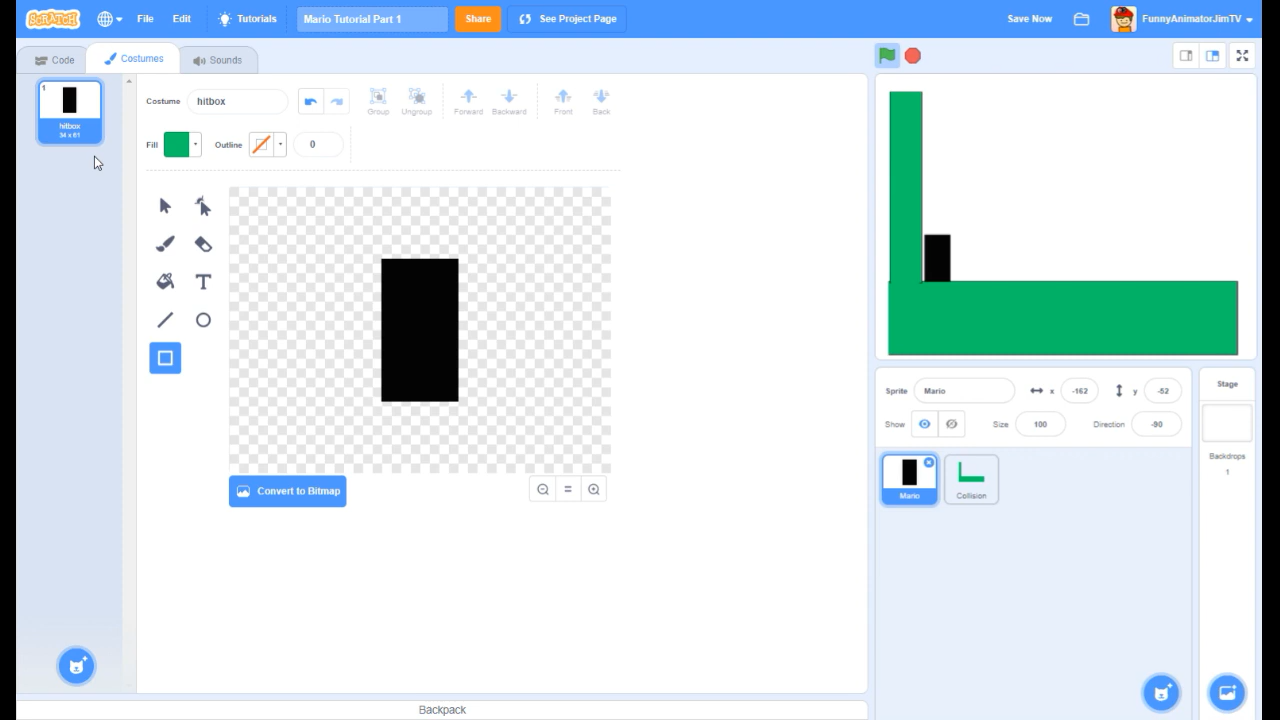 SCRATCH File Edit Tutorials Mario Tutorial Part 1 Share See Project Page Save Now FunnyAnimatorJimTV
Code Costumes Sounds
1
hitbox
34 x 61
Costume hitbox Group Ungroup Forward Backward Front Back
Fill Outline 0
T
Convert to Bitmap
Sprite Mario x -162 y -52
Show Size 100 Direction -90
Mario Collision
Stage
Backdrops
1
Backpack